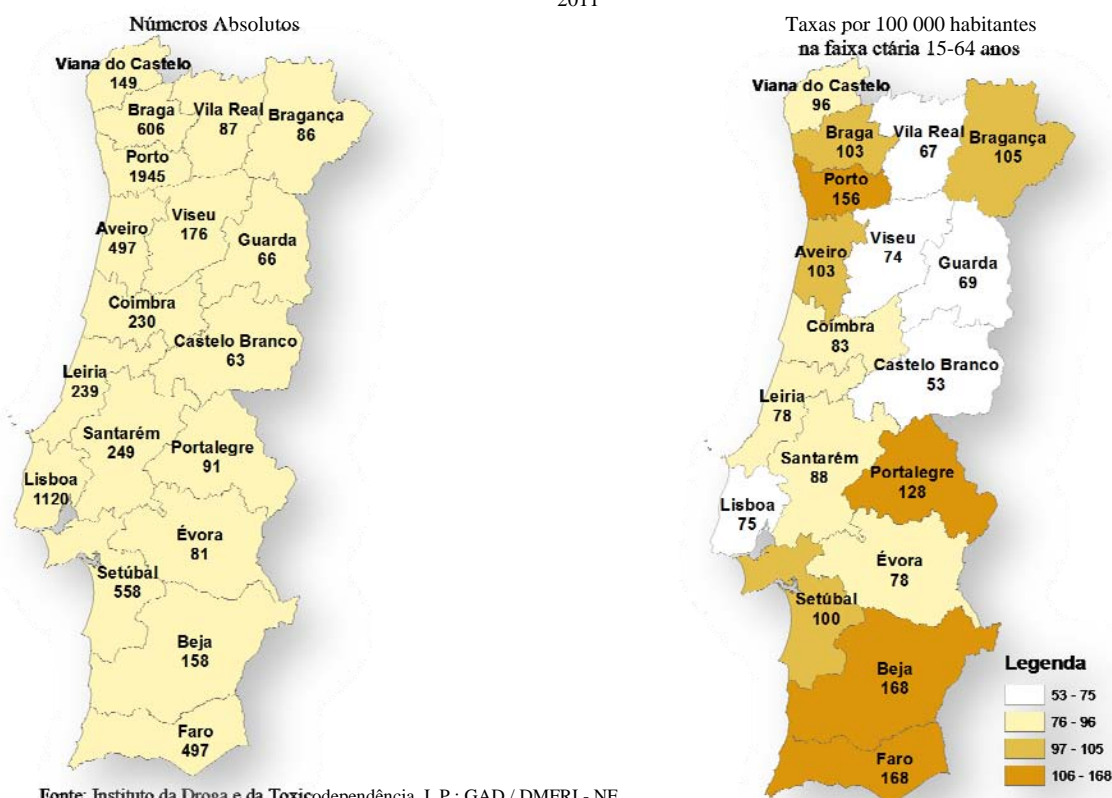 2011
Números Absolutos
Viana do Castelo
149
Braga
606
Vila Real
87
Bragança
86
Porto
1945
Aveiro
497
Viseu
176
Guarda
66
Coimbra
230
Castelo Branco
63
Leiria
239
Santarém
249
Portalegre
91
Lisboa
1120
Évora
81
Setúbal
558
Beja
158
Faro
497
Taxas por 100 000 habitantes
na faixa etária 15-64 anos
Viana do Castelo
96
Braga
103
Vila Real
67
Bragança
105
Porto
156
Aveiro
103
Viseu
74
Guarda
69
Coimbra
83
Castelo Branco
53
Leiria
78
Santarém
88
Portalegre
128
Lisboa
75
Évora
78
Setúbal
100
Beja
168
Faro
168
Legenda
53 - 75
76 - 96
97 - 105
106 - 168
Fonte: Instituto da Droga e da Toxicodependência, I. P.: GAD / DMFRI - NE